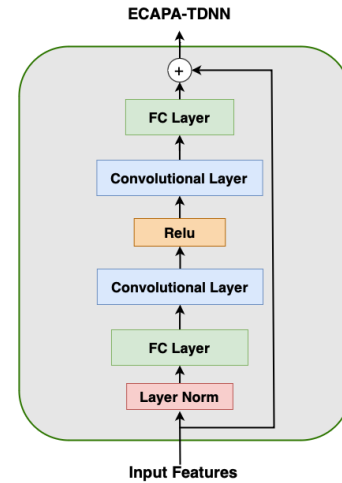 ECAPA-TDNN
+
FC Layer
Convolutional Layer
Relu
Convolutional Layer
FC Layer
Layer Norm
Input Features